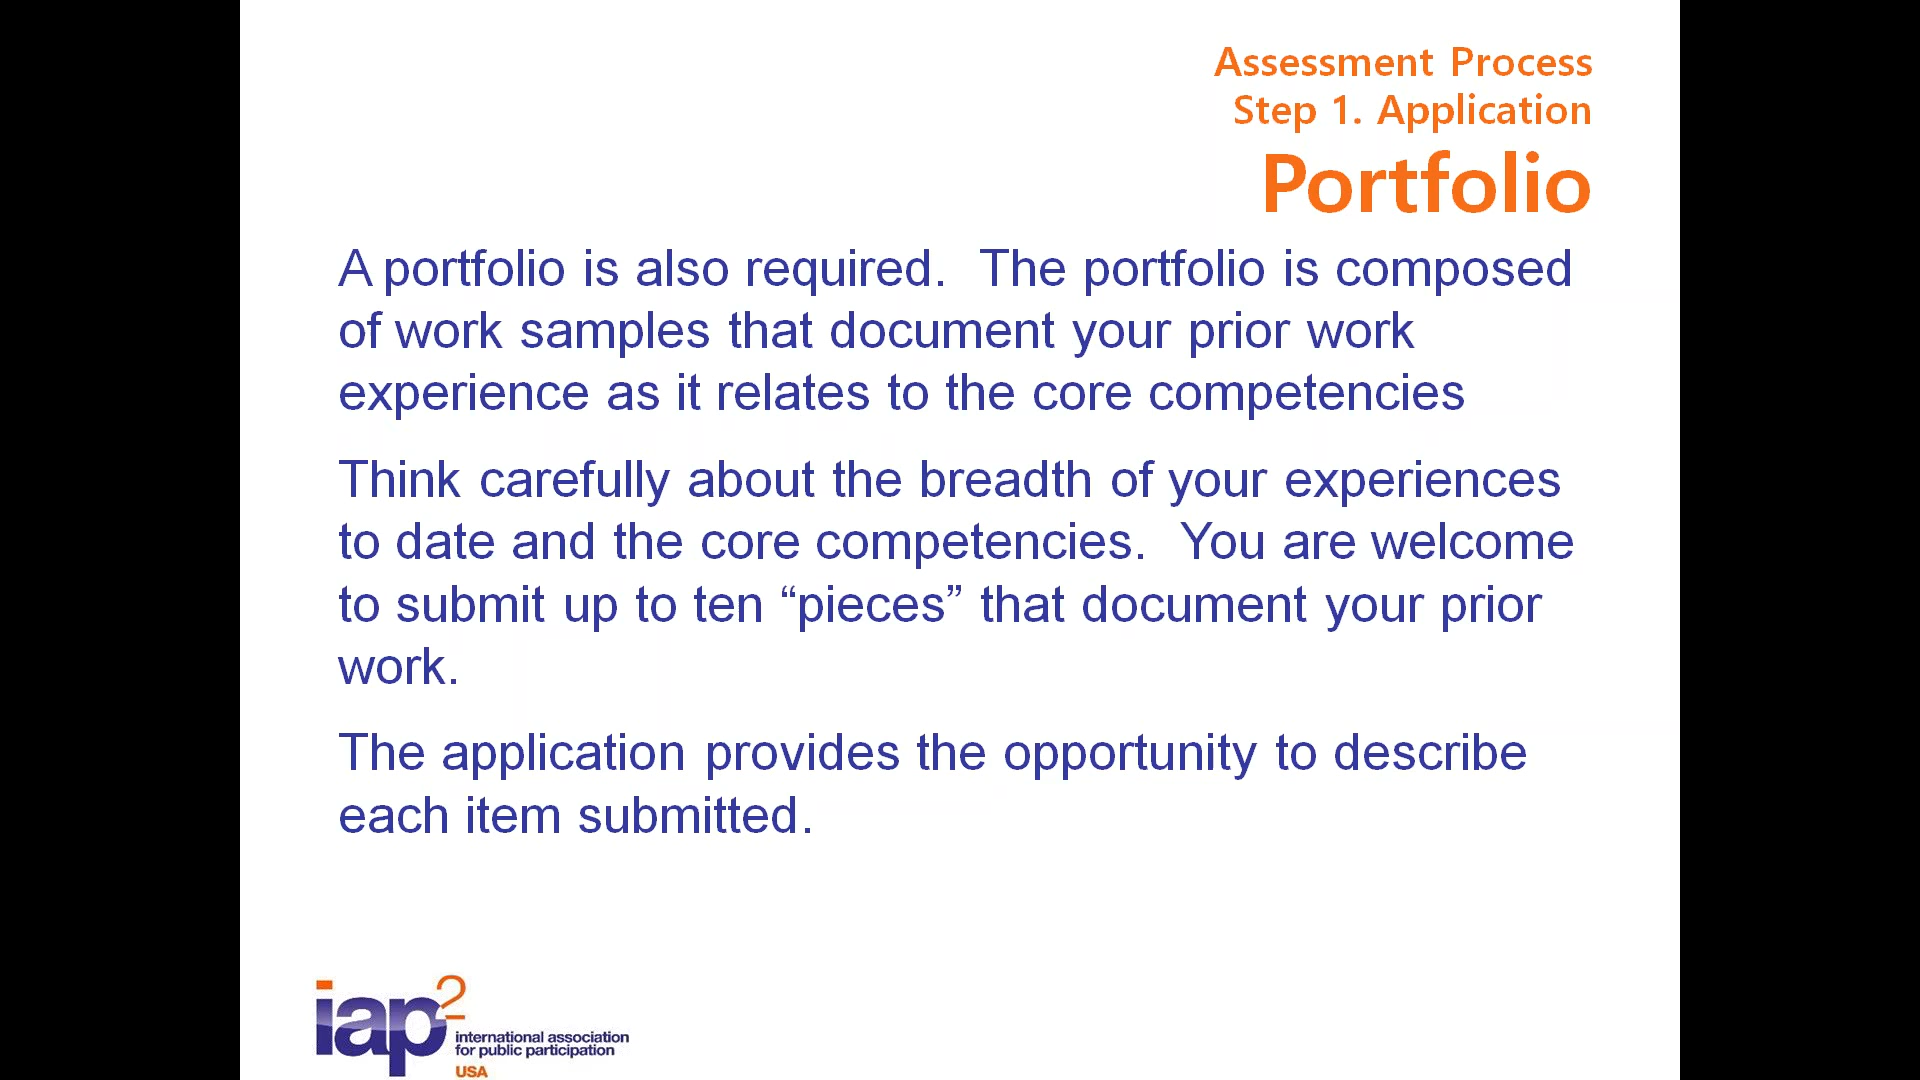 Assessment Process
Step 1. Application
Portfolio
A portfolio is also required.  The portfolio is composed
of work samples that document your prior work
experience as it relates to the core competencies
Think carefully about the breadth of your experiences
to date and the core competencies.  You are welcome
to submit up to ten “pieces” that document your prior
work.
The application provides the opportunity to describe
each item submitted.
iap2
international association
for public participation
USA